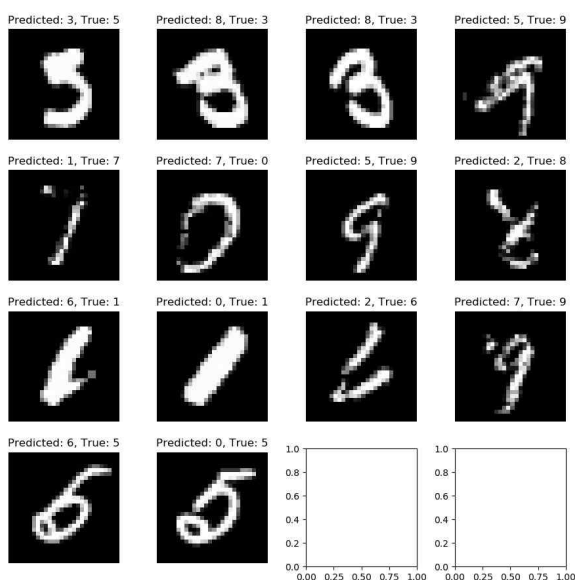 Predicted: 3, True: 5
Predicted: 8, True: 3
Predicted: 8, True: 3
Predicted: 5, True: 9
Predicted: 1, True: 7
Predicted: 7, True: 0
Predicted: 5, True: 9
Predicted: 2, True: 8
Predicted: 6, True: 1
Predicted: 0, True: 1
Predicted: 2, True: 6
Predicted: 7, True: 9
Predicted: 6, True: 5
Predicted: 0, True: 5
1.0
0.8
0.6
0.4
0.2
0.0
0.00 0.25 0.50 0.75 1.00
1.0
0.8
0.6
0.4
0.2
0.0
0.00 0.25 0.50 0.75 1.00